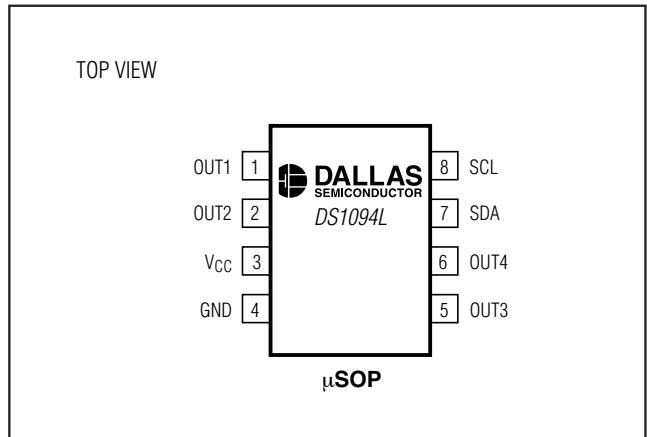 TOP VIEW
OUT1 1
OUT2 2
VCC 3
GND 4
DALLAS
SEMICONDUCTOR
DS1094L
8 SCL
7 SDA
6 OUT4
5 OUT3
μSOP